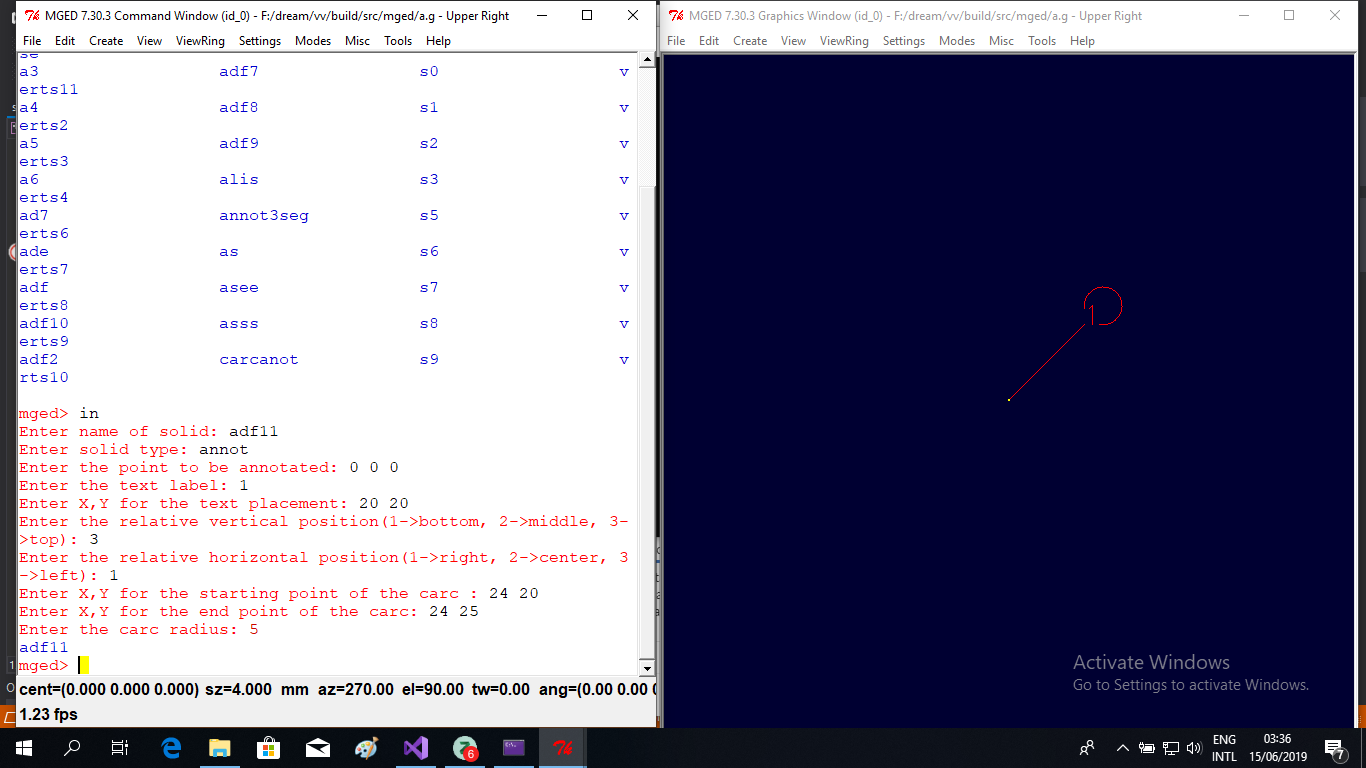 MGED 7.30.3 Command Window (id_0) - F:/dream/vv/build/src/mged/a.g - Upper Right
File Edit Create View ViewRing Settings Modes Misc Tools Help
se
a3 adf7 s0 v
erts11
a4 adf8 s1 v
erts2
a5 adf9 s2 v
erts3
a6 alis s3 v
erts4
ad7 annot3seg s5 v
erts6
ade as s6 v
erts7
adf asee s7 v
erts8
adf10 asss s8 v
erts9
adf2 carcanot s9 v
rts10
mged> in
Enter name of solid: adf11
Enter solid type: annot
Enter the point to be annotated: 0 0 0
Enter the text label: 1
Enter X,Y for the text placement: 20 20
Enter the relative vertical position(1->bottom, 2->middle, 3-
>top): 3
Enter the relative horizontal position(1->right, 2->center, 3
->left): 1
Enter X,Y for the starting point of the carc : 24 20
Enter X,Y for the end point of the carc: 24 25
Enter the carc radius: 5
adf11
mged>
cent=(0.000 0.000 0.000) sz=4.000 mm az=270.00 el=90.00 tw=0.00 ang=(0.00 0.00 0
1.23 fps
MGED 7.30.3 Graphics Window (id_0) - F:/dream/vv/build/src/mged/a.g - Upper Right
File Edit Create View ViewRing Settings Modes Misc Tools Help
1
Activate Windows
Go to Settings to activate Windows.
6
ENG
INTL
03:36
15/06/2019
7